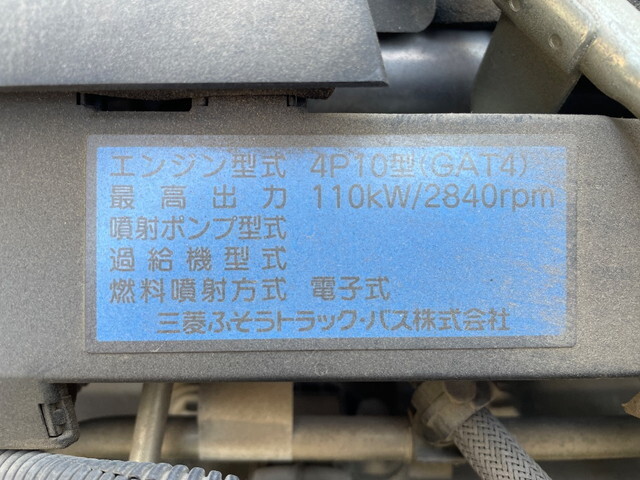 エンジン型式 4P10型(GAT4)
最高出力 110kW/2840rpm
噴射ポンプ型式
過給機型式
燃料噴射方式 電子式
三菱ふそうトラック・バス株式会社